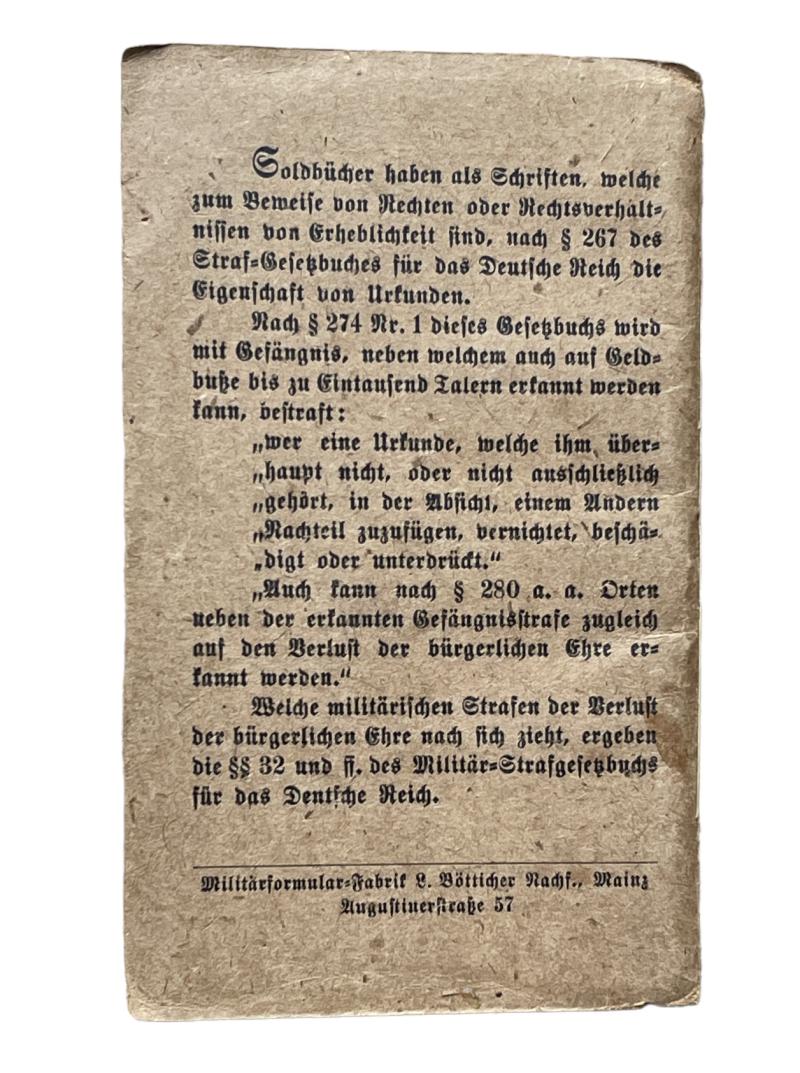 Soldbücher haben als Schriften, welche
zum Beweise von Rechten oder Rechtsverhält-
nissen von Erheblichkeit sind, nach § 267 des
Straf-Gesetzbuches für das Deutsche Reich die
Eigenschaft von Urkunden.
Nach § 274 Nr. 1 dieses Gesetzbuchs wird
mit Gefängnis, neben welchem auch auf Geld-
buße bis zu Eintausend Talern erkannt werden
kann, bestraft:
„wer eine Urkunde, welche ihm über-
„haupt nicht, oder nicht ausschließlich
„gehört, in der Absicht, einem Andern
„Nachteil zuzufügen, vernichtet, beschä-
„digt oder unterdrückt.“
„Auch kann nach § 280 a. a. Orten
neben der erkannten Gefängnisstrafe zugleich
auf den Verlust der bürgerlichen Ehre er-
kannt werden.“
Welche militärischen Strafen der Verlust
der bürgerlichen Ehre nach sich zieht, ergeben
die §§ 32 und ff. des Militär-Strafgesetzbuchs
für das Deutsche Reich.
Militärformular-Fabrik L. Bötticher Nachf., Mainz
Augustinerstraße 57